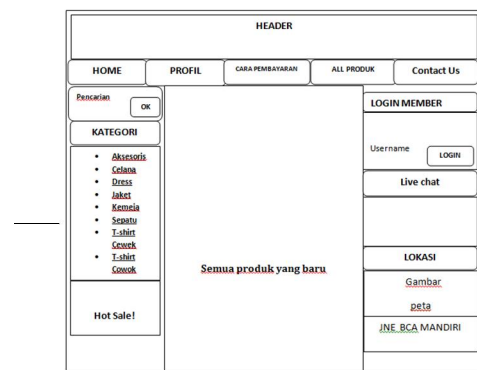 HEADER
HOME
PROFIL
CARA PEMBAYARAN
ALL PRODUK
Contact Us
Pencarian
OK
KATEGORI
• Aksesoris
• Celana
• Dress
• Jaket
• Kemeja
• Sepatu
• T-shirt
Cewek
• T-shirt
Cowok
Hot Sale!
Semua produk yang baru
LOGIN MEMBER
Username
LOGIN
Live chat
LOKASI
Gambar
peta
JNE BCA MANDIRI